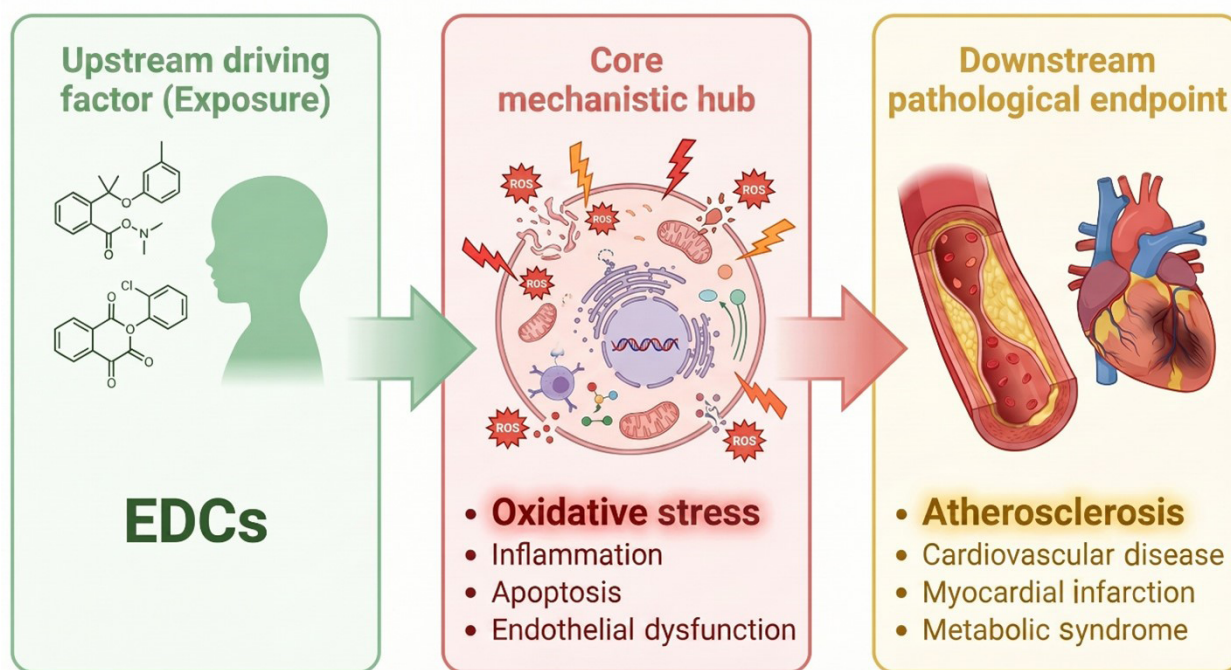 Upstream driving
factor (Exposure)
O
O
N
O
Cl
O
O
O
O
EDCs
Core
mechanistic hub
ROS
ROS
ROS
ROS
ROS
ROS
• Oxidative stress
• Inflammation
• Apoptosis
• Endothelial dysfunction
Downstream
pathological endpoint
• Atherosclerosis
• Cardiovascular disease
• Myocardial infarction
• Metabolic syndrome